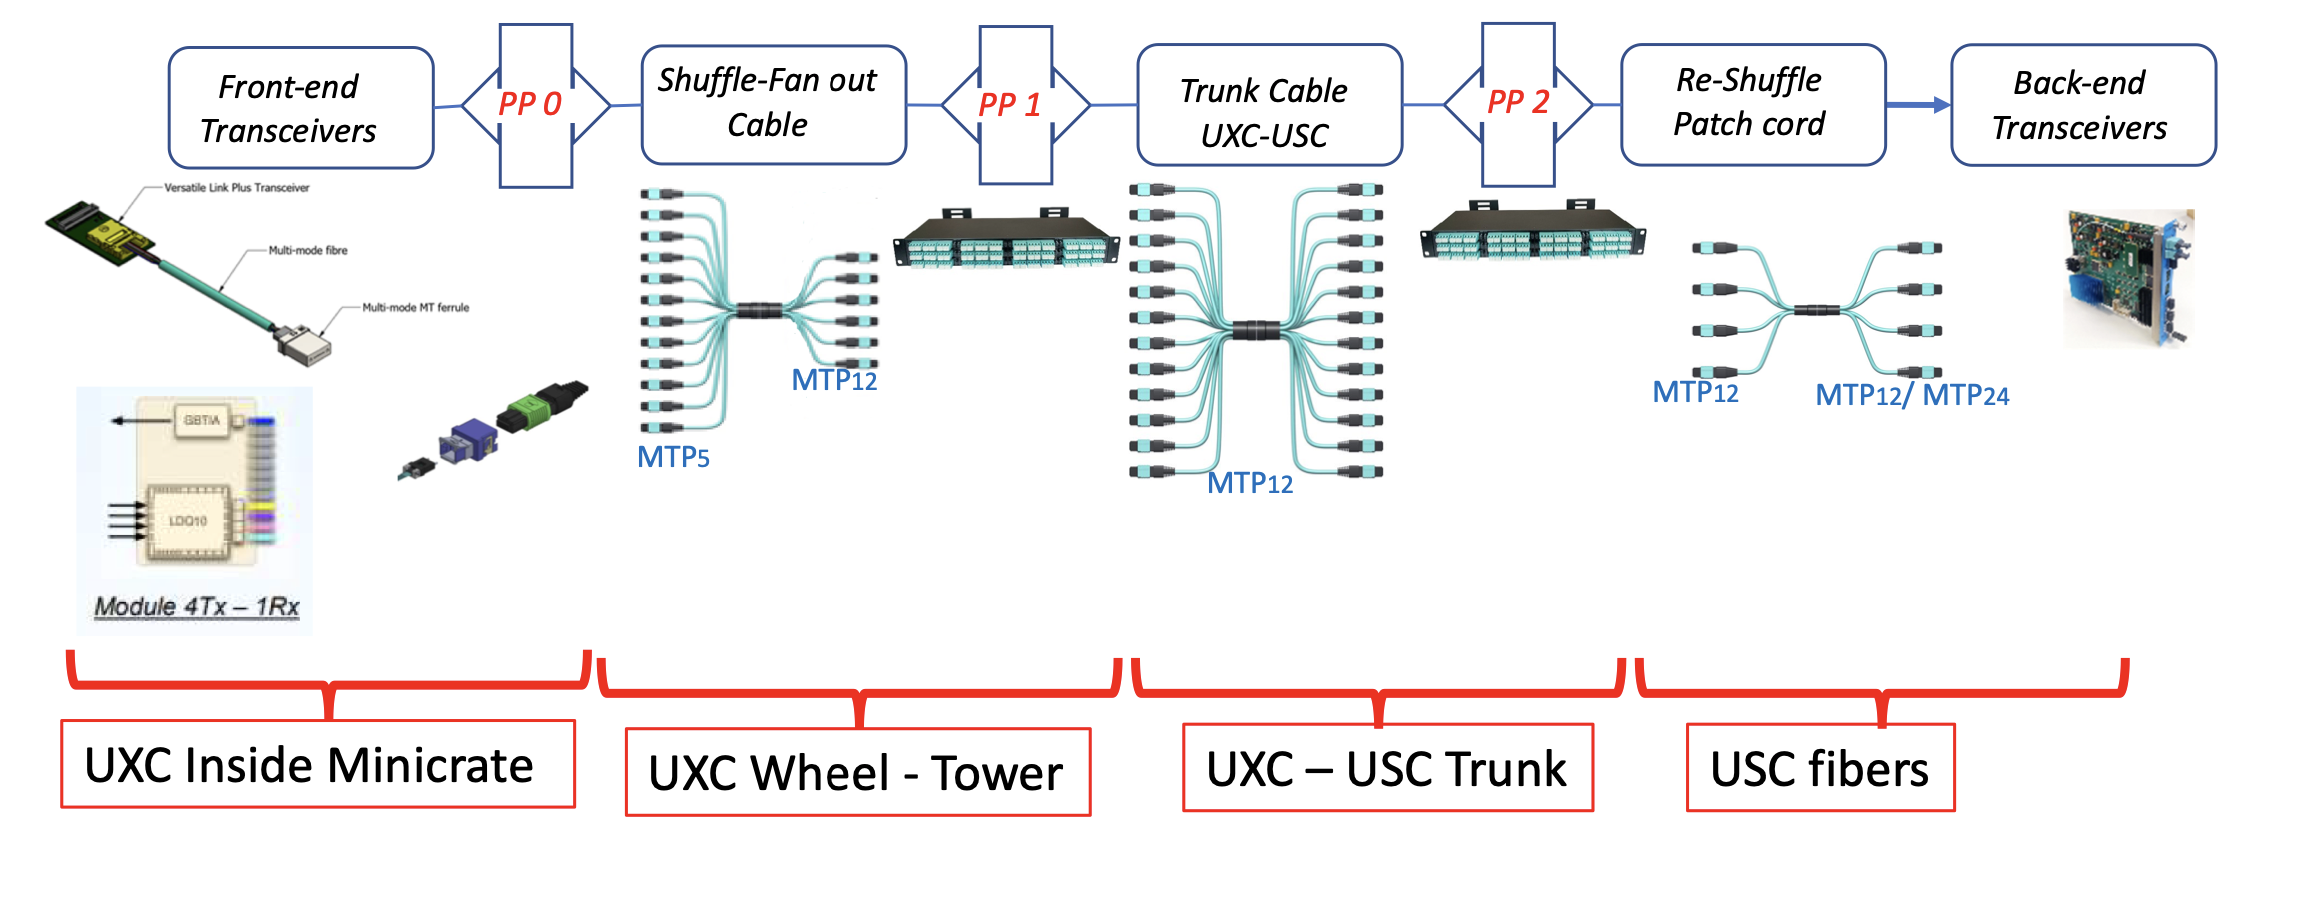 Front-end
Transceivers
PP 0
Shuffle-Fan out
Cable
PP 1
Trunk Cable
UXC-USC
PP 2
Re-Shuffle
Patch cord
Back-end
Transceivers
Versatile Link Plus Transceiver
Multi-mode fibre
Multi-mode MT ferrule
GBTIA
LDQ10
Module 4Tx – 1Rx
MTP5
MTP12
MTP12
MTP12
MTP12/ MTP24
UXC Inside Minicrate
UXC Wheel - Tower
UXC – USC Trunk
USC fibers